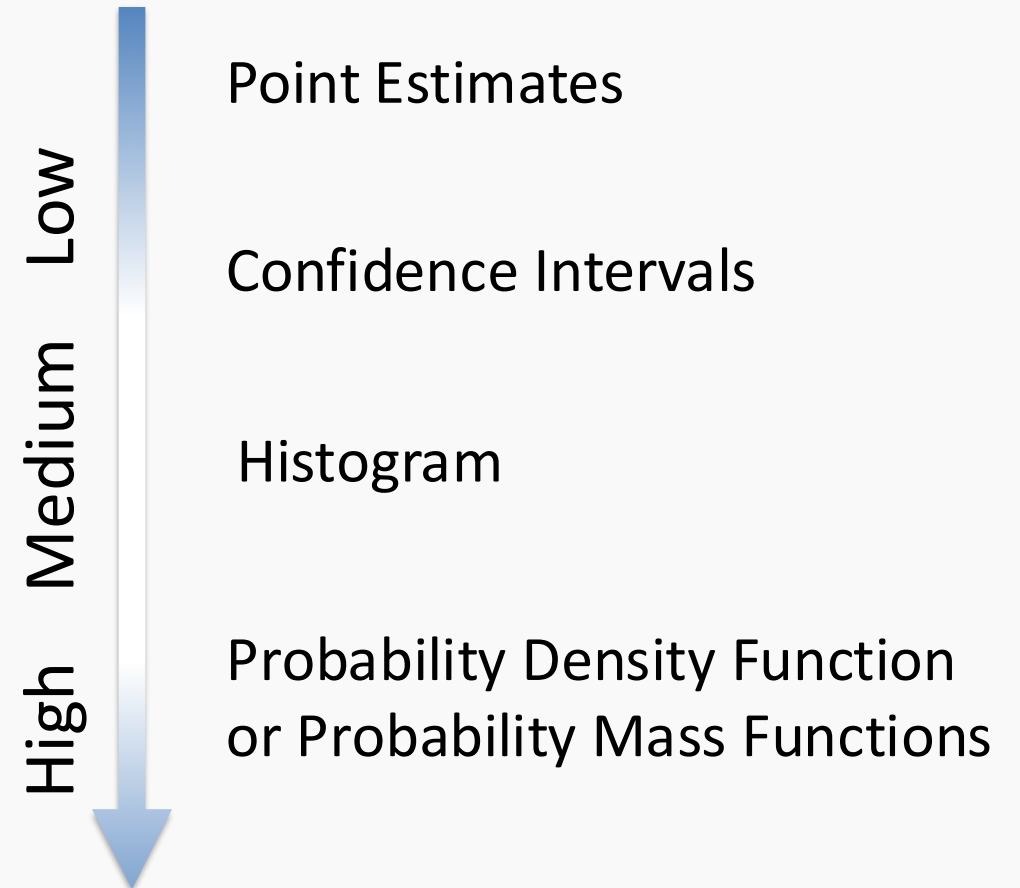 Low
Medium
High
Point Estimates
Confidence Intervals
Histogram
Probability Density Function
or Probability Mass Functions